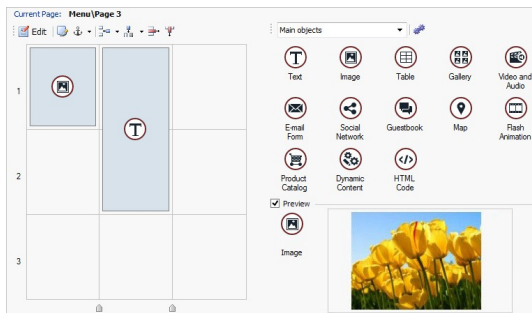 Current Page: Menu\Page 3
Edit
Main objects
1
2
3
T
Text
Image
Table
Gallery
Video and
Audio
E-mail
Form
Social
Network
Guestbook
Map
Flash
Animation
Product
Catalog
Dynamic
Content
HTML
Code
Preview
Image